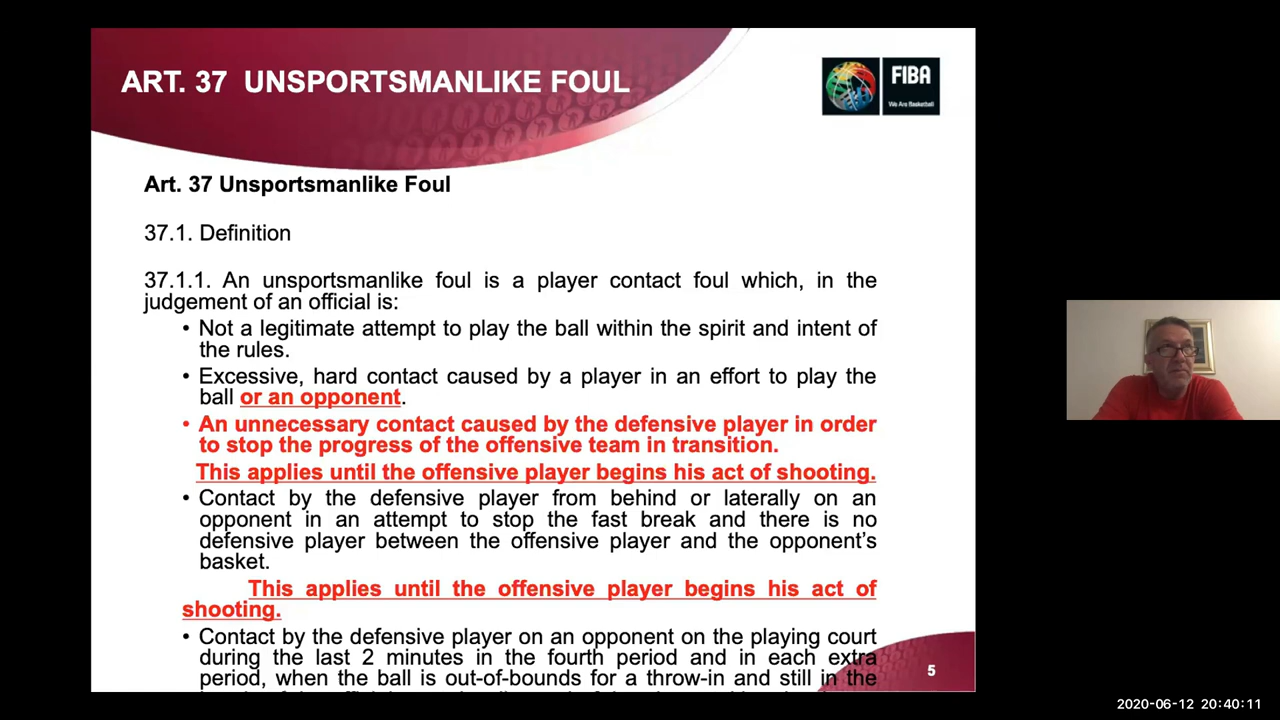 ART. 37 UNSPORTSMANLIKE FOUL
FIBA
We Are Basketball
Art. 37 Unsportsmanlike Foul
37.1. Definition
37.1.1. An unsportsmanlike foul is a player contact foul which, in the
judgement of an official is:
• Not a legitimate attempt to play the ball within the spirit and intent of
the rules.
• Excessive, hard contact caused by a player in an effort to play the
ball or an opponent.
• An unnecessary contact caused by the defensive player in order
to stop the progress of the offensive team in transition.
This applies until the offensive player begins his act of shooting.
• Contact by the defensive player from behind or laterally on an
opponent in an attempt to stop the fast break and there is no
defensive player between the offensive player and the opponent's
basket.
This applies until the offensive player begins his act of
shooting.
• Contact by the defensive player on an opponent on the playing court
during the last 2 minutes in the fourth period and in each extra
period, when the ball is out-of-bounds for a throw-in and still in the
5
2020-06-12 20:40:11